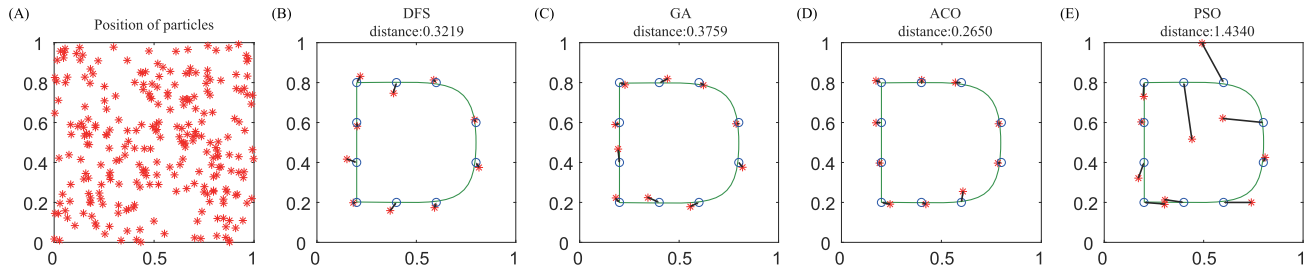 (A) Position of particles
1
0.8
0.6
0.4
0.2
0
0 0.5 1
(B) DFS
distance:0.3219
1
0.8
0.6
0.4
0.2
0
0 0.5 1
(C) GA
distance:0.3759
1
0.8
0.6
0.4
0.2
0
0 0.5 1
(D) ACO
distance:0.2650
1
0.8
0.6
0.4
0.2
0
0 0.5 1
(E) PSO
distance:1.4340
1
0.8
0.6
0.4
0.2
0
0 0.5 1